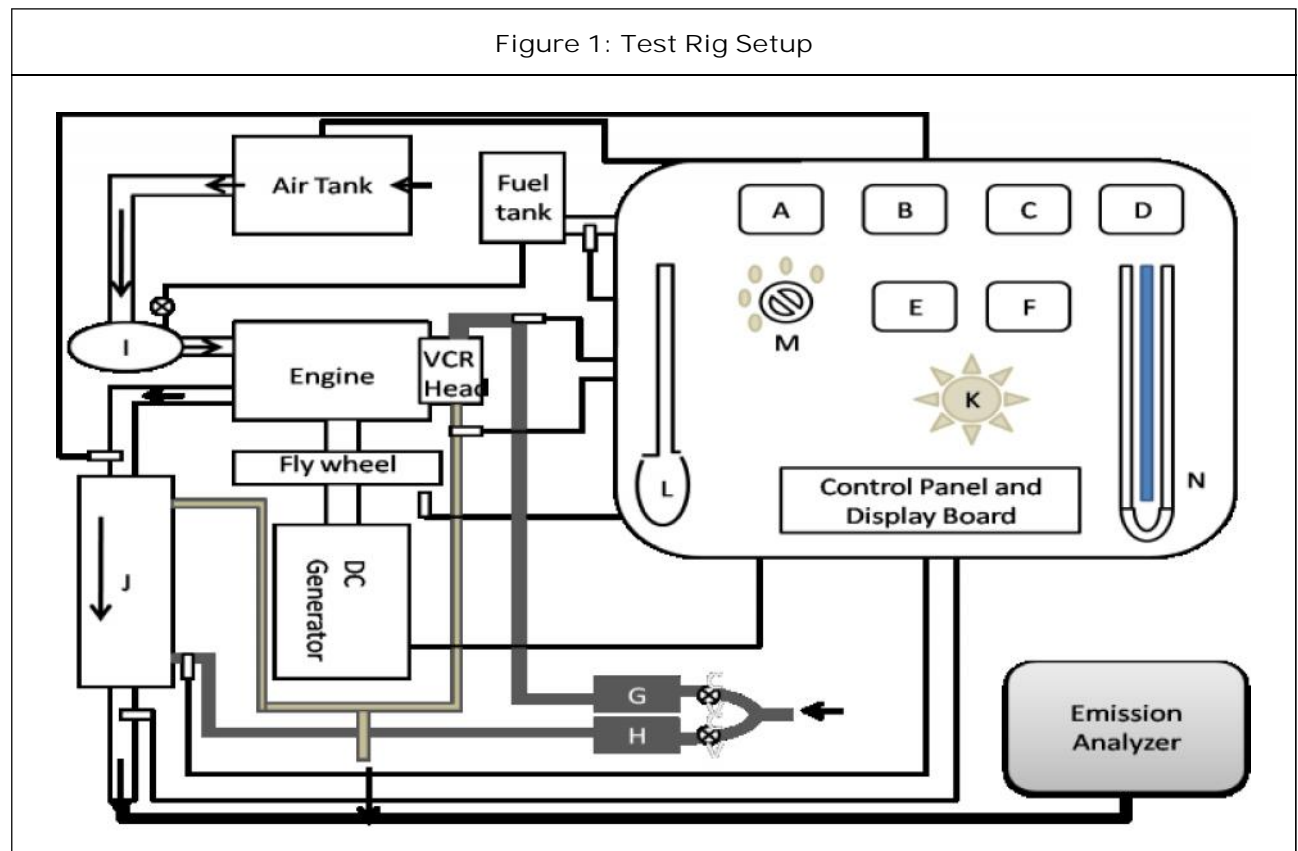 Figure 1: Test Rig Setup
Air Tank
Fuel
tank
A
B
C
D
E
F
M
K
I
Engine
VCR
Head
Fly wheel
L
N
Control Panel and
Display Board
J
DC
Generator
G
H
Emission
Analyzer